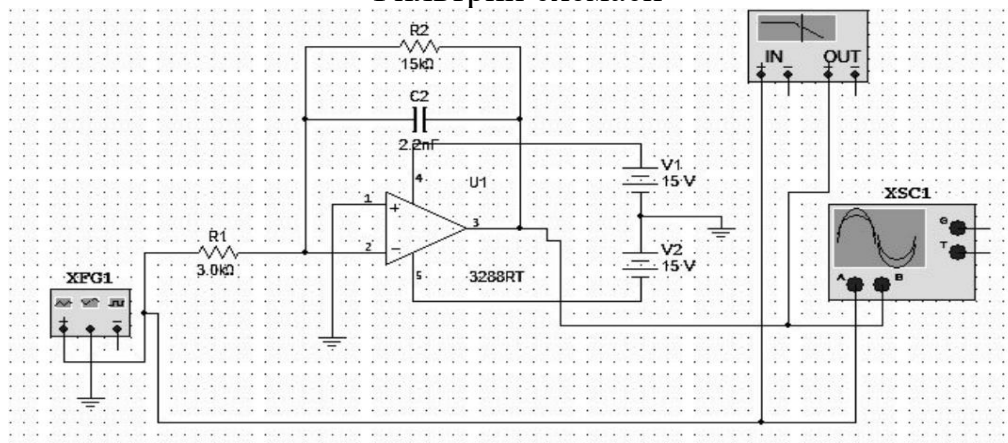 R2
15kΩ
C2
2.2nF
IN
OUT
+
−
+
−
4
U1
V1
15 V
XSC1
1
+
3
G
T
R1
3.0kΩ
2
−
V2
15 V
5
3288RT
A
B
XFG1
+
−